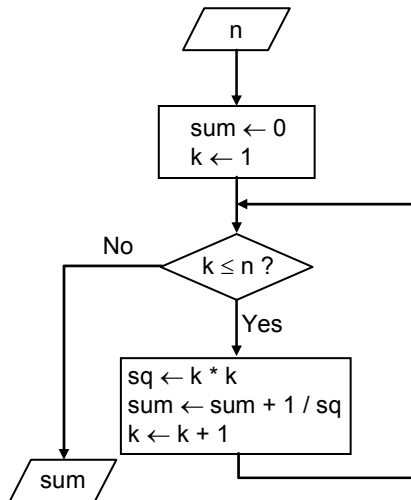 n
sum ← 0
k ← 1
No
k ≤ n ?
Yes
sq ← k * k
sum ← sum + 1 / sq
k ← k + 1
sum